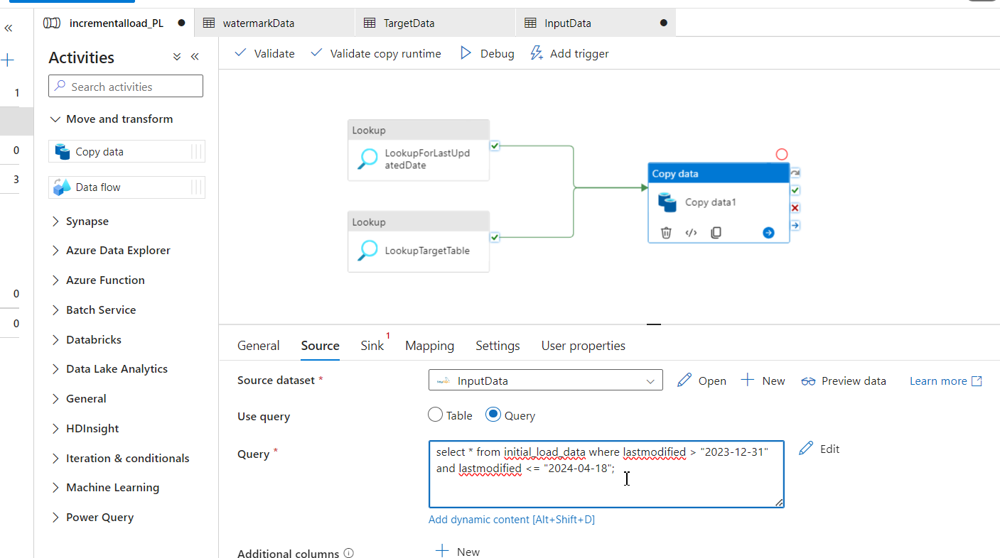 incrementalload_PL
watermarkData
TargetData
InputData
Activities
Validate
Validate copy runtime
Debug
Add trigger
Search activities
1
0
3
0
0
Move and transform
Copy data
Data flow
Synapse
Azure Data Explorer
Azure Function
Batch Service
Databricks
Data Lake Analytics
General
HDInsight
Iteration & conditionals
Machine Learning
Power Query
Lookup
LookupForLastUpd
atedDate
Lookup
LookupTargetTable
Copy data
Copy data1
General
Source
Sink
1
Mapping
Settings
User properties
Source dataset *
InputData
Open
New
Preview data
Learn more
Use query
Table
Query
Query *
select * from initial_load_data where lastmodified > "2023-12-31"
and lastmodified <= "2024-04-18";
Edit
Add dynamic content [Alt+Shift+D]
Additional columns
New